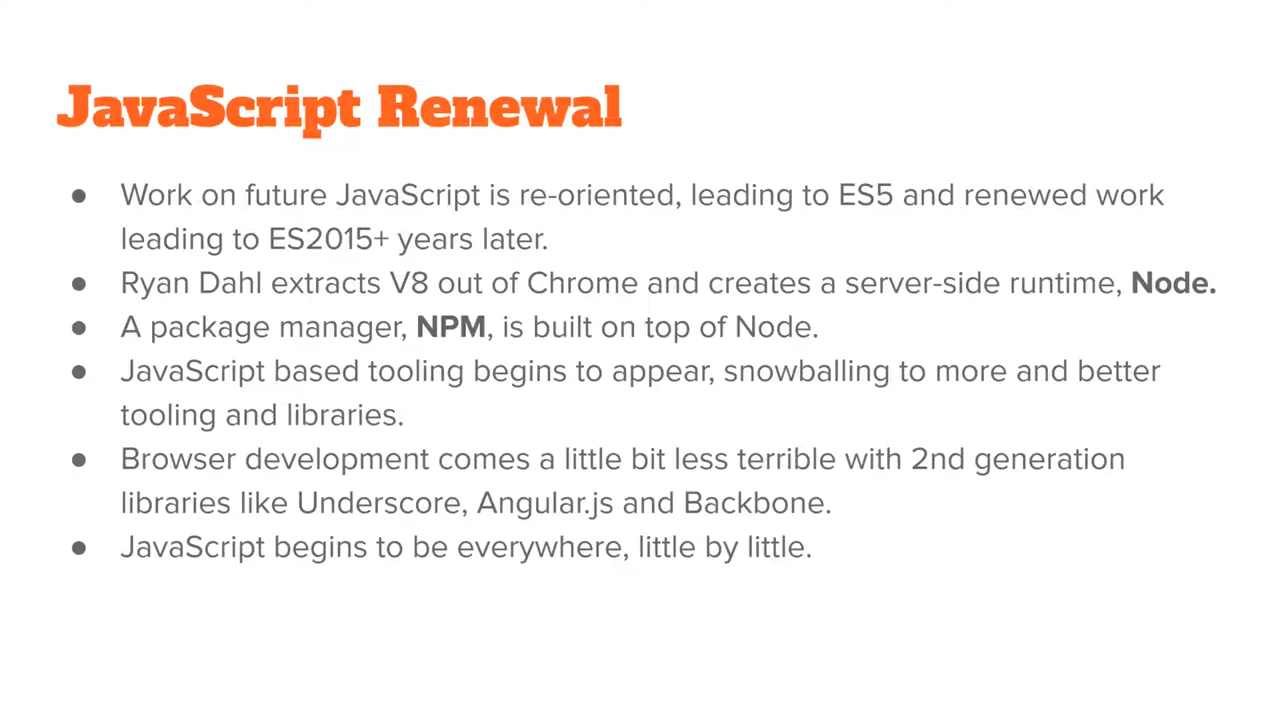 JavaScript Renewal
● Work on future JavaScript is re-oriented, leading to ES5 and renewed work
leading to ES2015+ years later.
● Ryan Dahl extracts V8 out of Chrome and creates a server-side runtime, Node.
● A package manager, NPM, is built on top of Node.
● JavaScript based tooling begins to appear, snowballing to more and better
tooling and libraries.
● Browser development comes a little bit less terrible with 2nd generation
libraries like Underscore, Angular.js and Backbone.
● JavaScript begins to be everywhere, little by little.